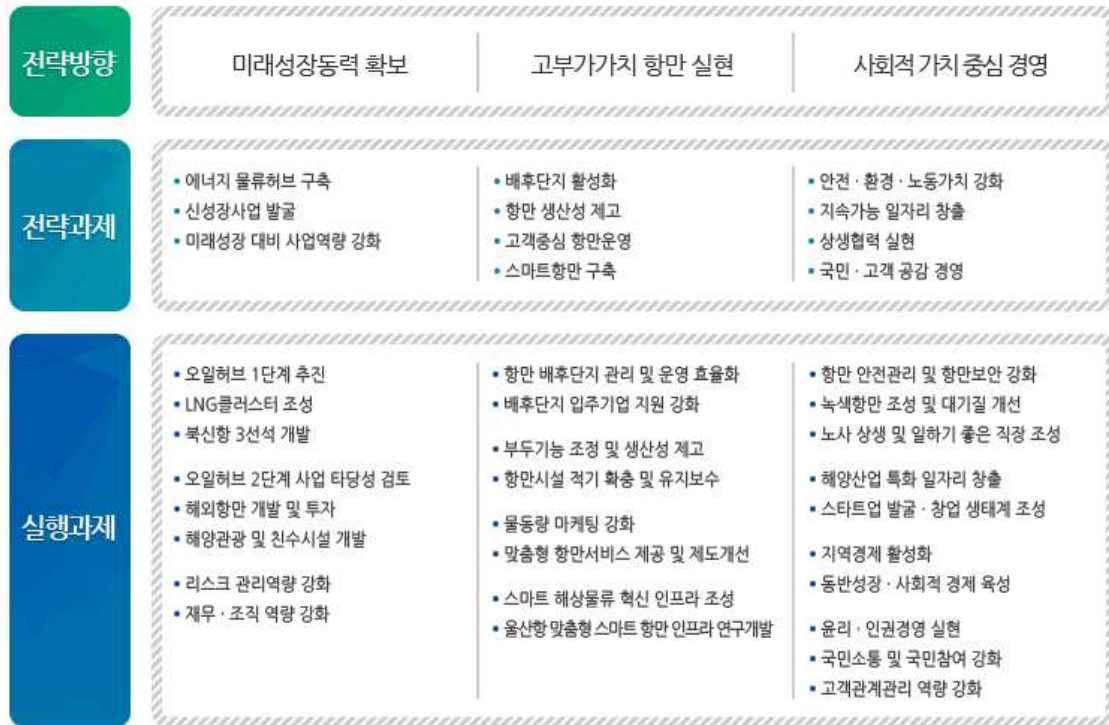 전략방향
미래성장동력 확보
고부가가치 항만 실현
사회적 가치 중심 경영
전략과제
• 에너지 물류허브 구축
• 신성장사업 발굴
• 미래성장 대비 사업역량 강화
• 배후단지 활성화
• 항만 생산성 제고
• 고객중심 항만운영
• 스마트항만 구축
• 안전 · 환경 · 노동가치 강화
• 지속가능 일자리 창출
• 상생협력 실현
• 국민 · 고객 공감 경영
실행과제
• 오일허브 1단계 추진
• LNG클러스터 조성
• 북신항 3선석 개발
• 오일허브 2단계 사업 타당성 검토
• 해외항만 개발 및 투자
• 해양관광 및 친수시설 개발
• 리스크 관리역량 강화
• 재무 · 조직 역량 강화
• 항만 배후단지 관리 및 운영 효율화
• 배후단지 입주기업 지원 강화
• 부두기능 조정 및 생산성 제고
• 항만시설 적기 확충 및 유지보수
• 물동량 마케팅 강화
• 맞춤형 항만서비스 제공 및 제도개선
• 스마트 해상물류 혁신 인프라 조성
• 울산항 맞춤형 스마트 항만 인프라 연구개발
• 항만 안전관리 및 항만보안 강화
• 녹색항만 조성 및 대기질 개선
• 노사 상생 및 일하기 좋은 직장 조성
• 해양산업 특화 일자리 창출
• 스타트업 발굴 · 창업 생태계 조성
• 지역경제 활성화
• 동반성장 · 사회적 경제 육성
• 윤리 · 인권경영 실현
• 국민소통 및 국민참여 강화
• 고객관계관리 역량 강화